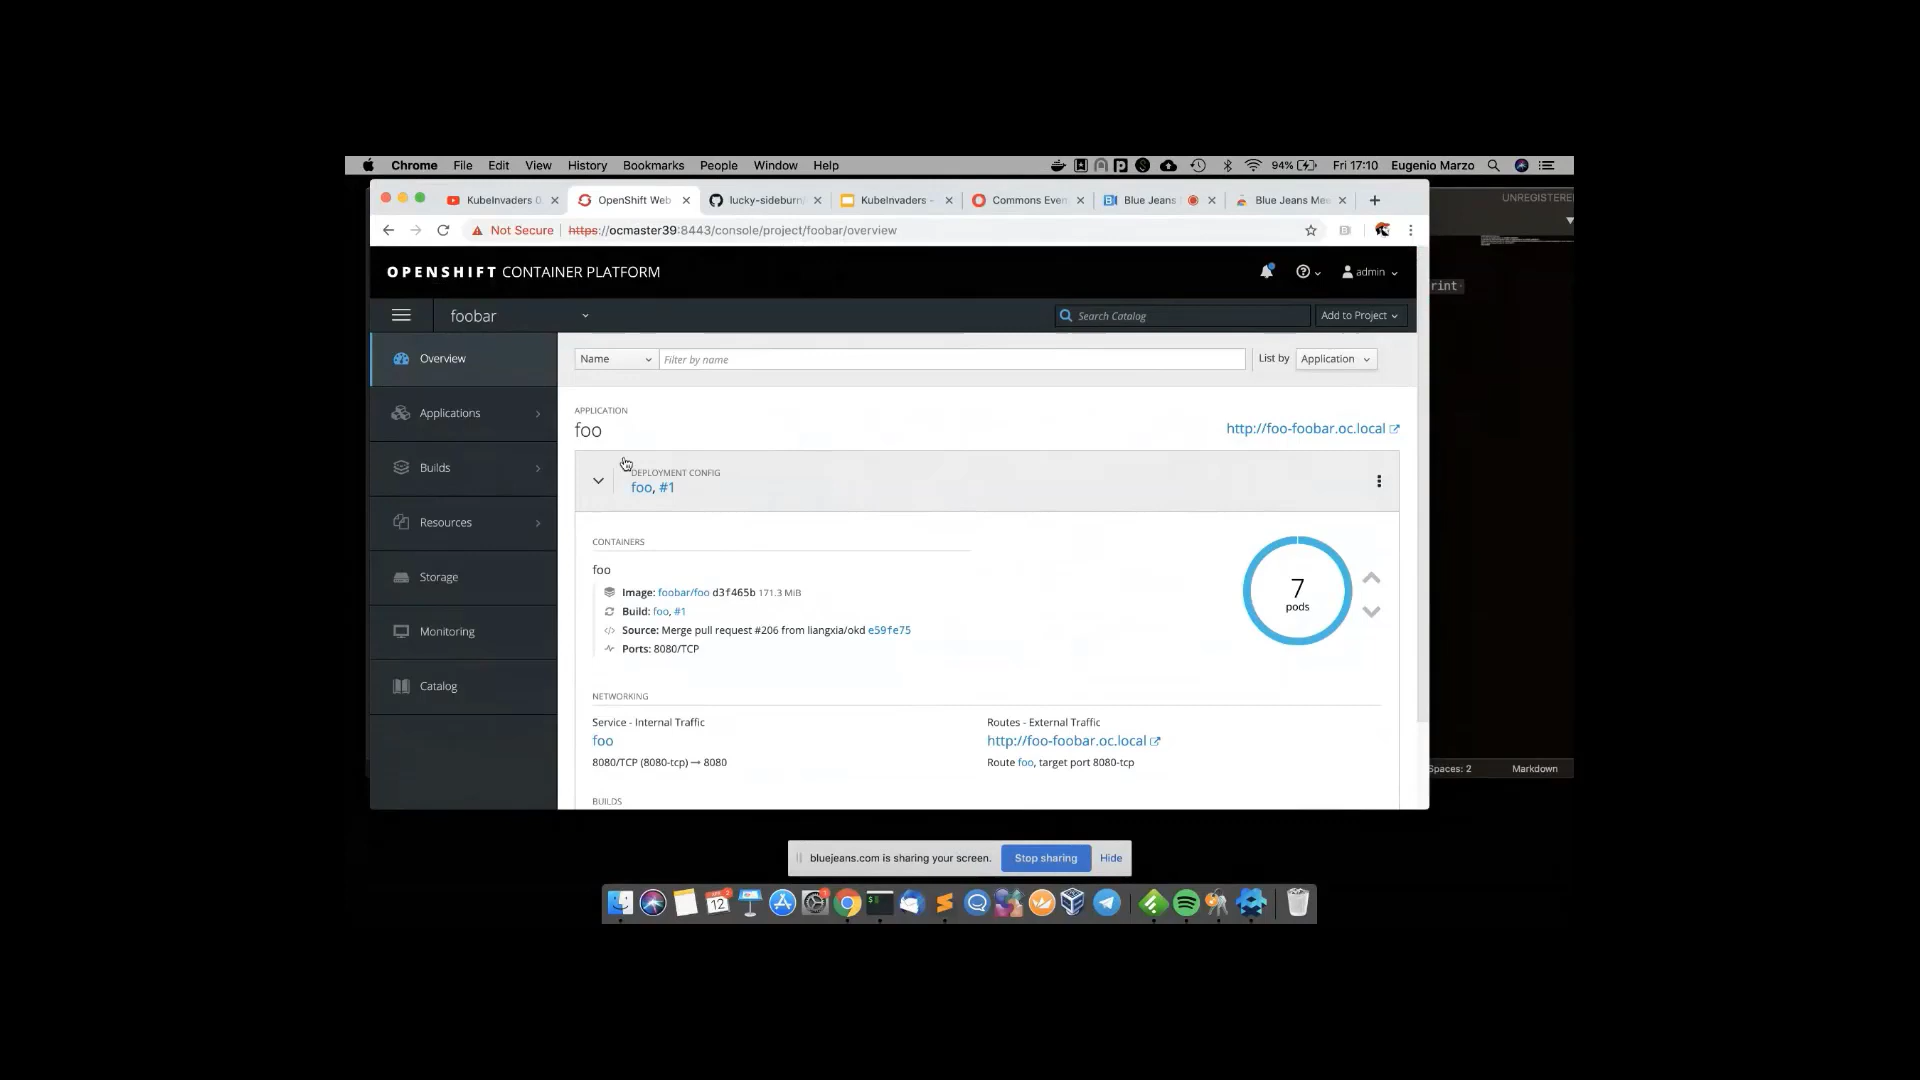 Chrome File Edit View History Bookmarks People Window Help 94% Fri 17:10 Eugenio Marzo
KubeInvaders 0. OpenShift Web lucky-sideburn/ KubeInvaders - Commons Even Blue Jeans Blue Jeans Mee
UNREGISTERE
Not Secure https://ocmaster39:8443/console/project/foobar/overview
OPENSHIFT CONTAINER PLATFORM
admin
rint
foobar
Search Catalog
Add to Project
Overview
Applications
Builds
Resources
Storage
Monitoring
Catalog
Name
Filter by name
List by Application
APPLICATION
foo
http://foo-foobar.oc.local
DEPLOYMENT CONFIG
foo, #1
CONTAINERS
foo
Image: foobar/foo d3f465b 171.3 MiB
Build: foo, #1
Source: Merge pull request #206 from liangxia/okd e59fe75
Ports: 8080/TCP
7
pods
NETWORKING
Service - Internal Traffic
foo
8080/TCP (8080-tcp) → 8080
Routes - External Traffic
http://foo-foobar.oc.local
Route foo, target port 8080-tcp
BUILDS
Spaces: 2 Markdown
bluejeans.com is sharing your screen. Stop sharing Hide
12